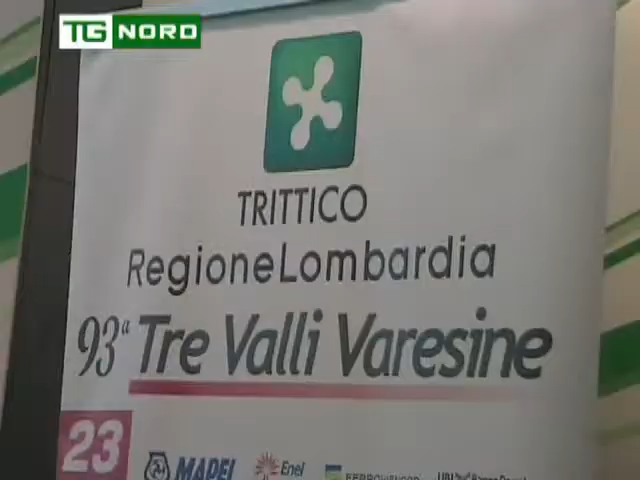 TG NORD
TRITTICO
RegioneLombardia
93ª Tre Valli Varesine
23 MAPEI Enel